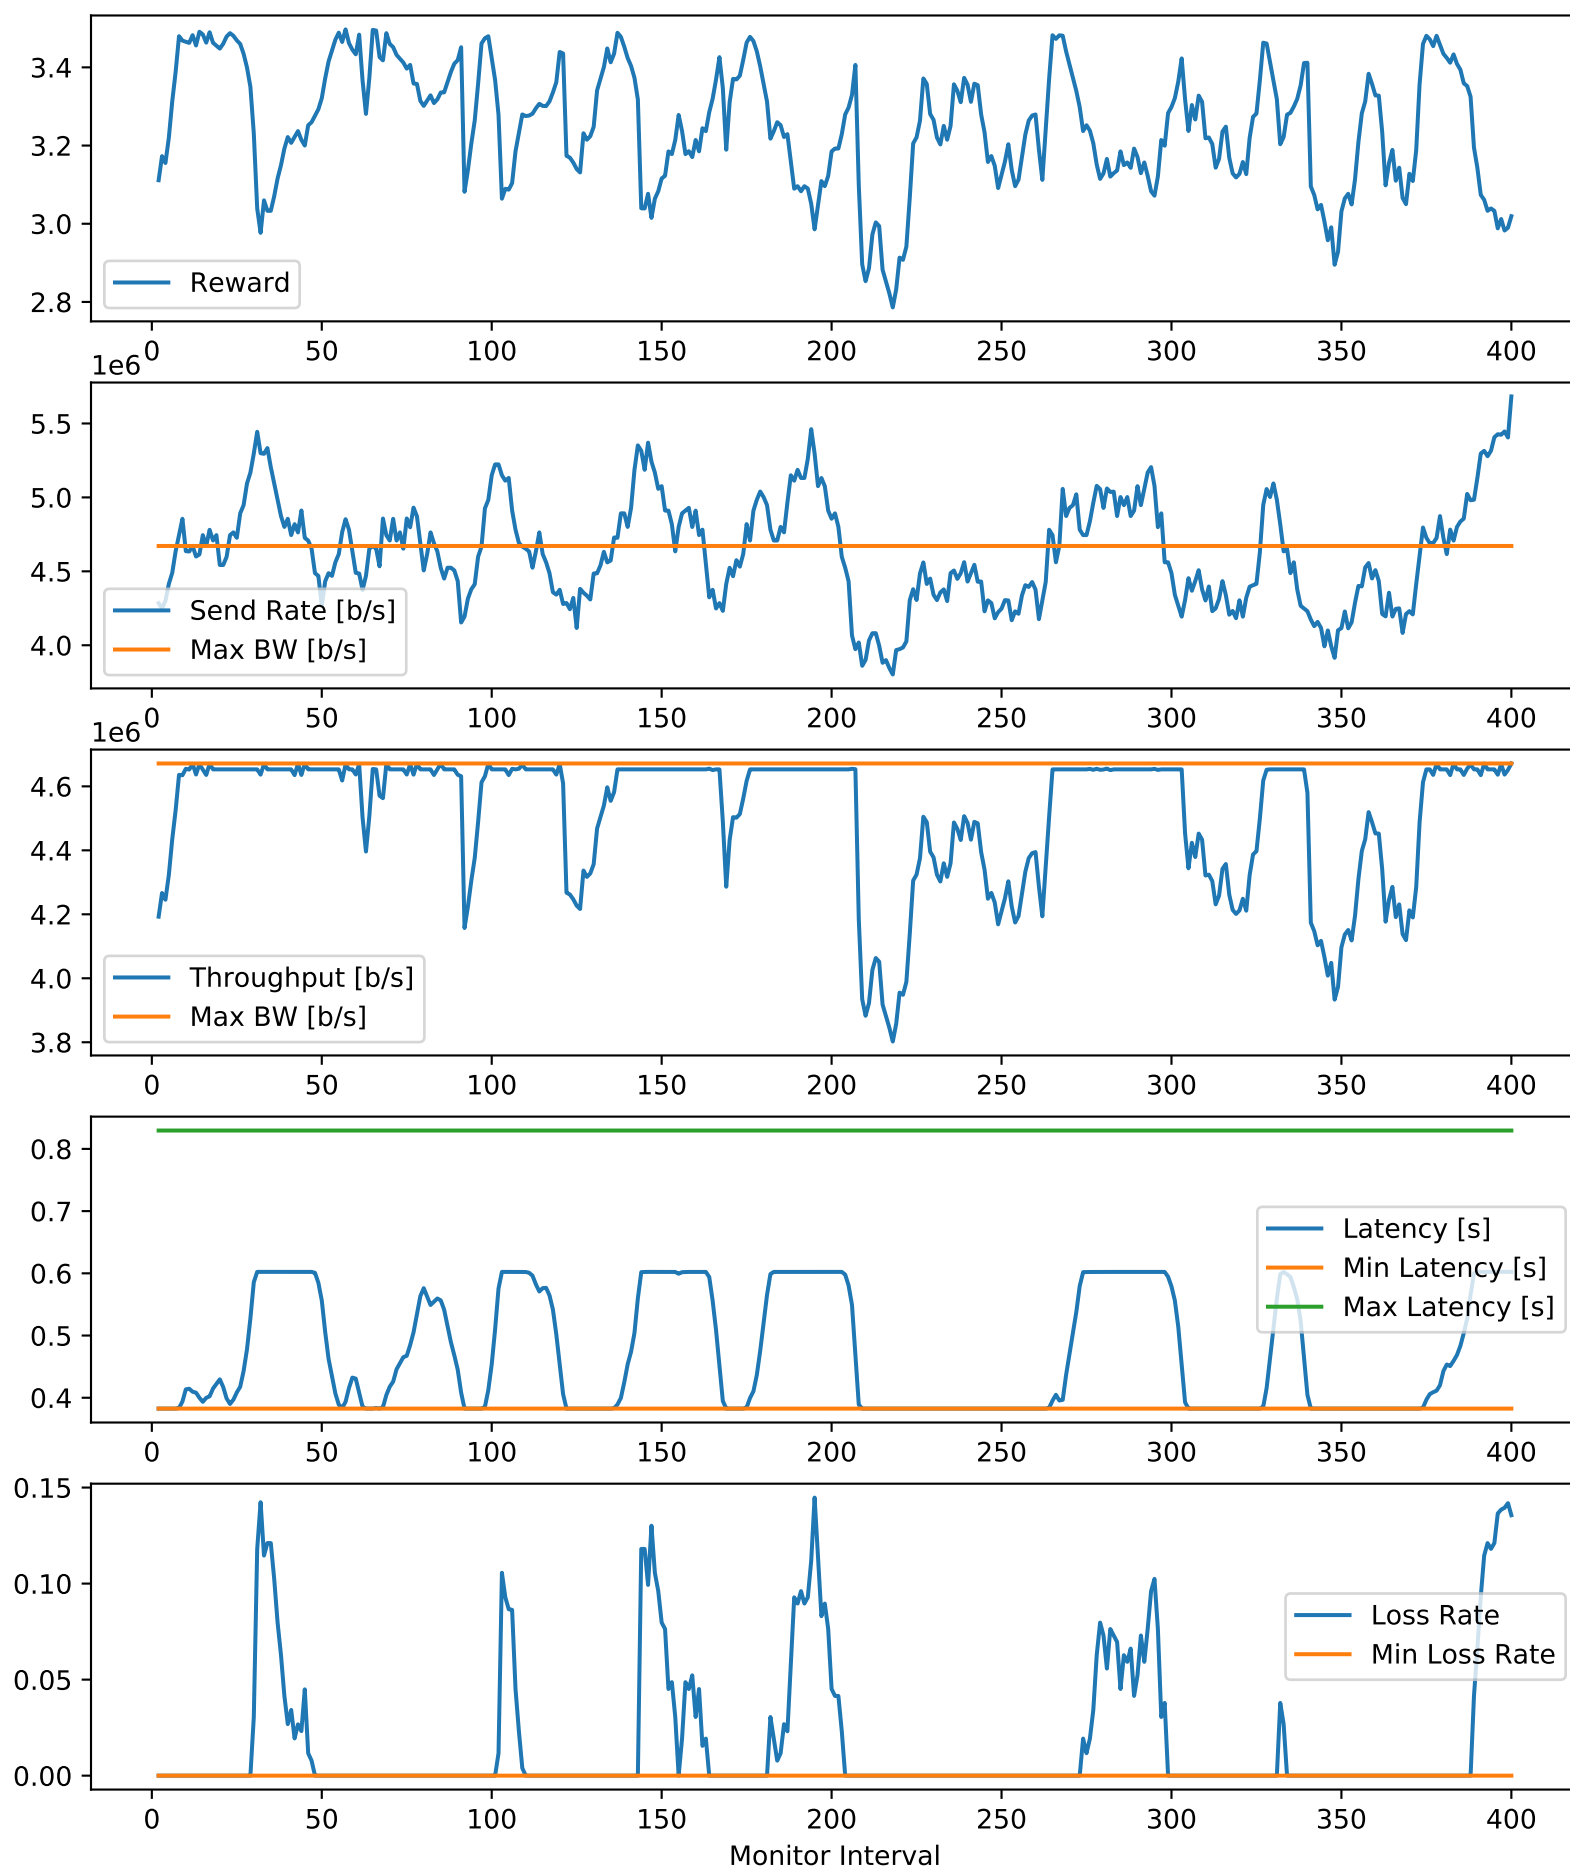 3.4
3.2
3.0
2.8
Reward
0 50 100 150 200 250 300 350 400
1e6
5.5
5.0
4.5
4.0
Send Rate [b/s]
Max BW [b/s]
0 50 100 150 200 250 300 350 400
1e6
4.6
4.4
4.2
4.0
3.8
Throughput [b/s]
Max BW [b/s]
0 50 100 150 200 250 300 350 400
0.8
0.7
0.6
0.5
0.4
Latency [s]
Min Latency [s]
Max Latency [s]
0 50 100 150 200 250 300 350 400
0.15
0.10
0.05
0.00
Loss Rate
Min Loss Rate
0 50 100 150 200 250 300 350 400
Monitor Interval